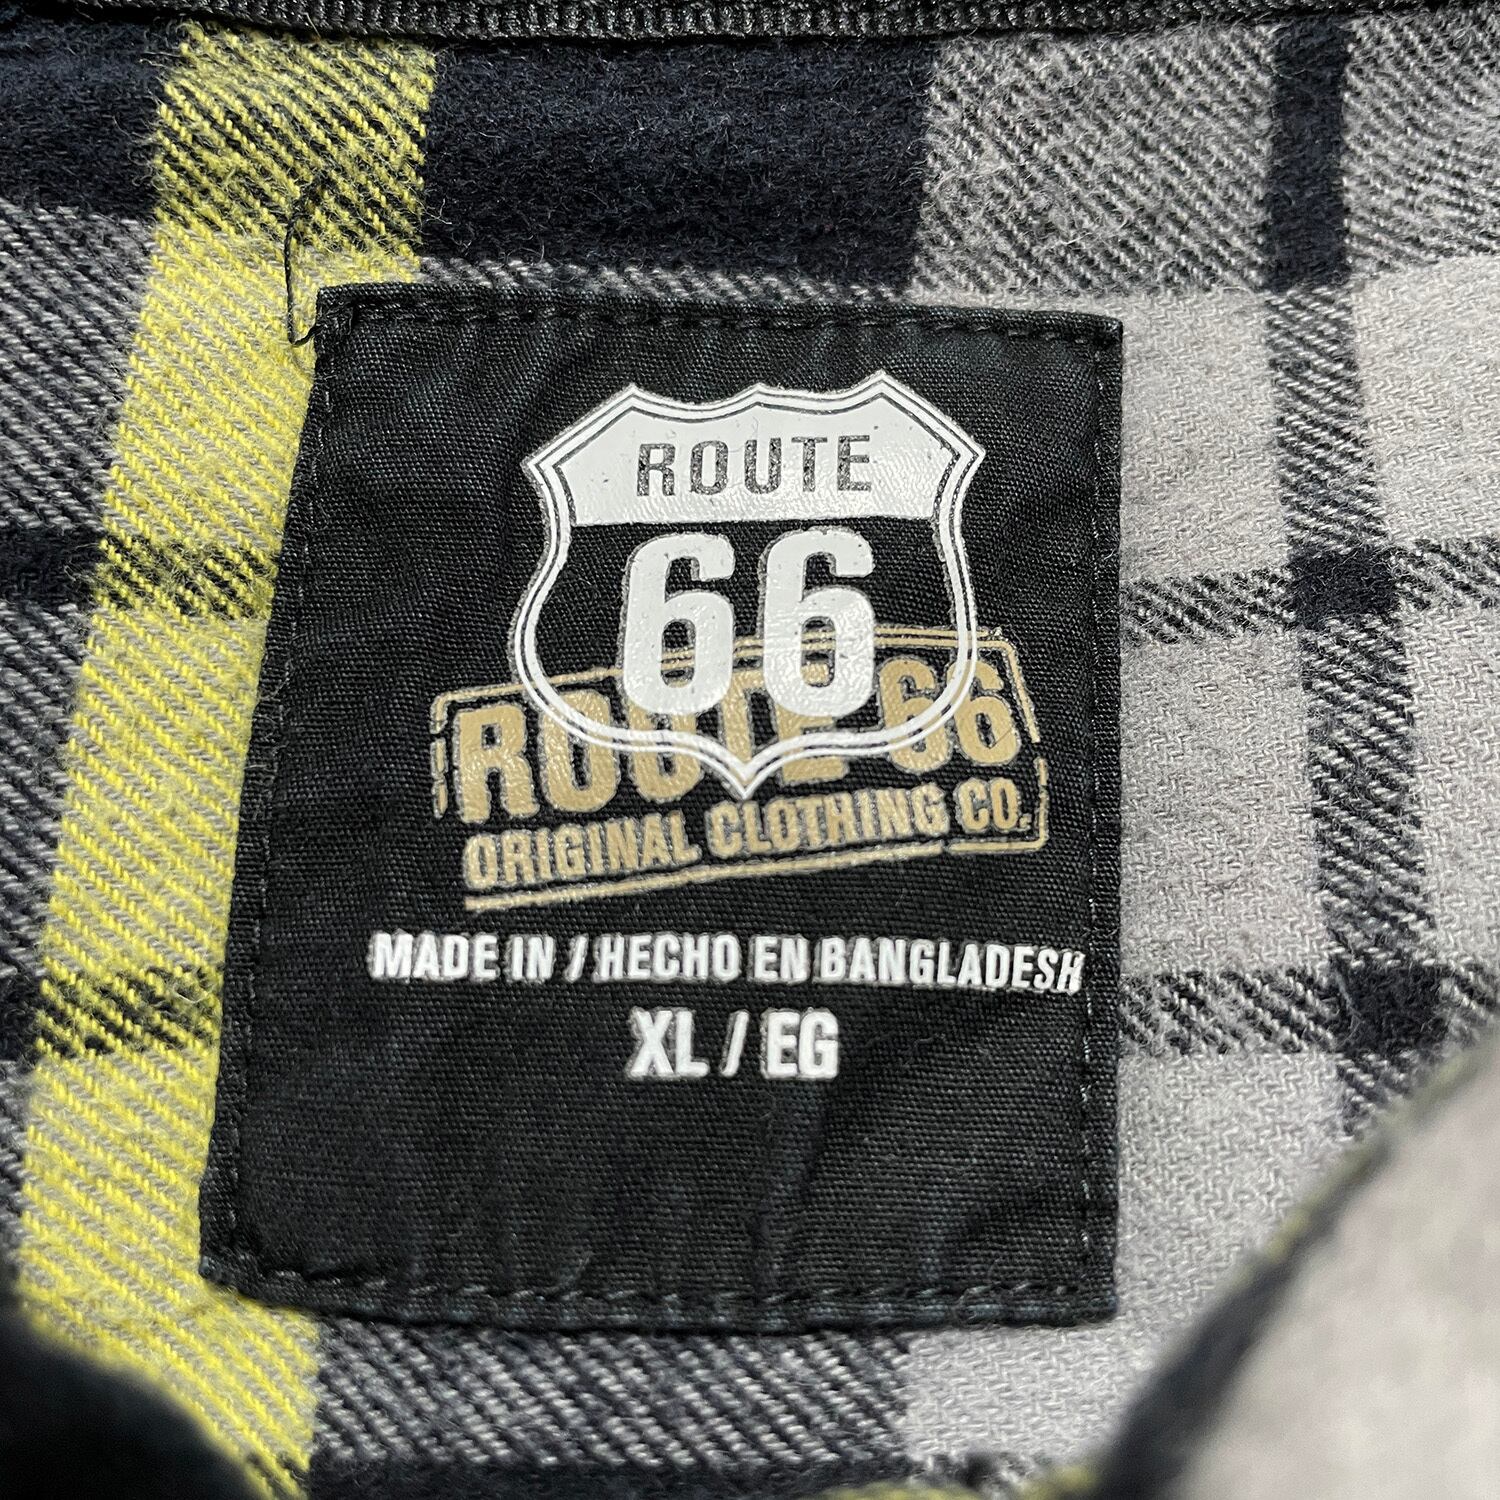 ROUTE
66
ROUTE 66
ORIGINAL CLOTHING CO.
MADE IN / HECHO EN BANGLADESH
XL / EG